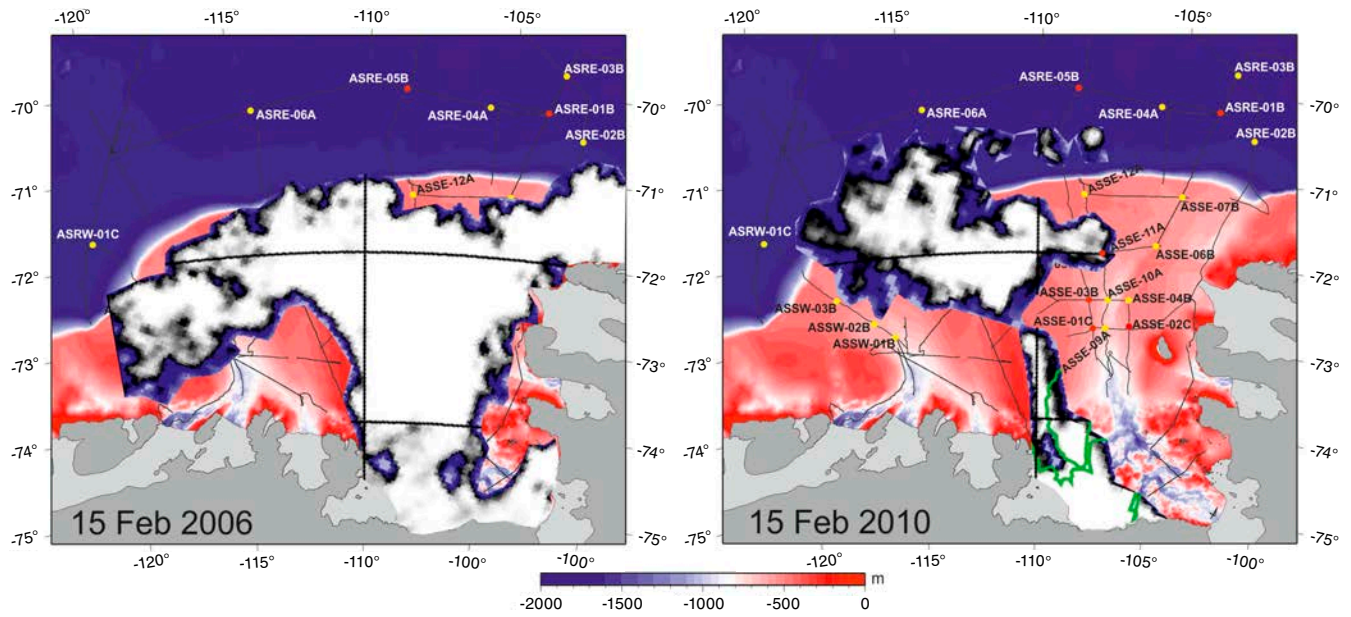 -120° -115° -110° -105°
-70° -70°
-71° -71°
-72° -72°
-73° -73°
-74° -74°
-75° -75°
ASRE-03B
ASRE-05B
ASRE-06A
ASRE-04A
ASRE-01B
ASRE-02B
ASSE-12A
ASRW-01C
15 Feb 2006
-120° -115° -110° -100° -100°
-120° -115° -110° -105°
-70° -70°
-71° -71°
-72° -72°
-73° -73°
-74° -74°
-75° -75°
ASRE-03B
ASRE-05B
ASRE-06A
ASRE-04A
ASRE-01B
ASRE-02B
ASSE-12A
ASSE-07B
ASRW-01C
ASSE-11A
ASSE-06B
ASSE-10A
ASSE-03B
ASSE-04B
ASSW-03B
ASSW-02B
ASSE-01C
ASSE-02C
ASSW-01B
ASSE-09A
15 Feb 2010
-120° -115° -110° -105° -100°
m
-2000 -1500 -1000 -500 0